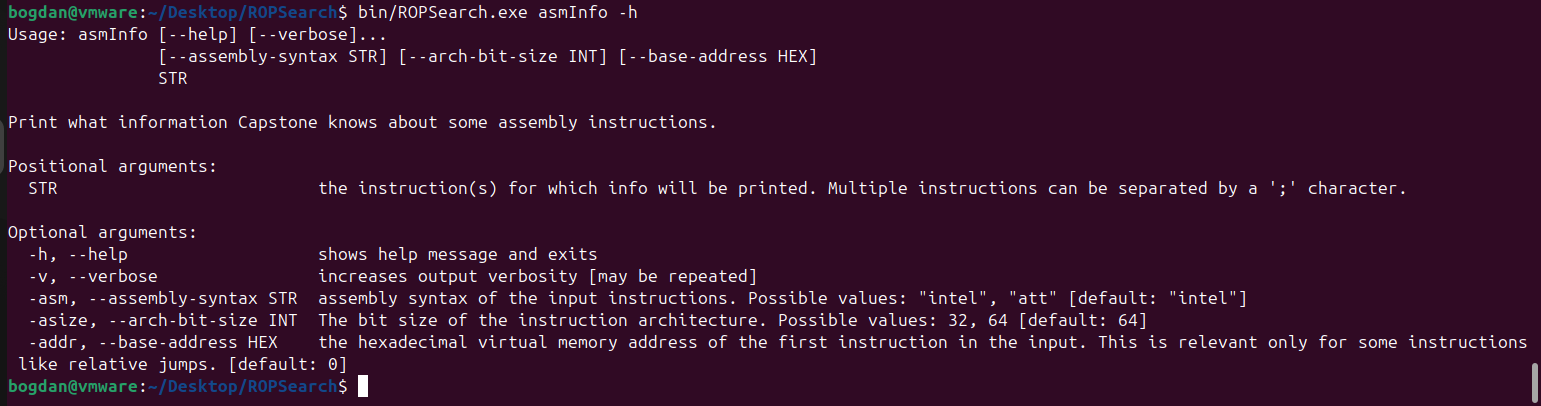 bogdan@vmware:~/Desktop/ROPSearch$ bin/ROPSearch.exe asmInfo -h
Usage: asmInfo [--help] [--verbose]...
               [--assembly-syntax STR] [--arch-bit-size INT] [--base-address HEX]
               STR

Print what information Capstone knows about some assembly instructions.

Positional arguments:
  STR                          the instruction(s) for which info will be printed. Multiple instructions can be separated by a ';' character.

Optional arguments:
  -h, --help                   shows help message and exits
  -v, --verbose                increases output verbosity [may be repeated]
  -asm, --assembly-syntax STR  assembly syntax of the input instructions. Possible values: "intel", "att" [default: "intel"]
  -asize, --arch-bit-size INT  The bit size of the instruction architecture. Possible values: 32, 64 [default: 64]
  -addr, --base-address HEX    the hexadecimal virtual memory address of the first instruction in the input. This is relevant only for some instructions
 like relative jumps. [default: 0]
bogdan@vmware:~/Desktop/ROPSearch$